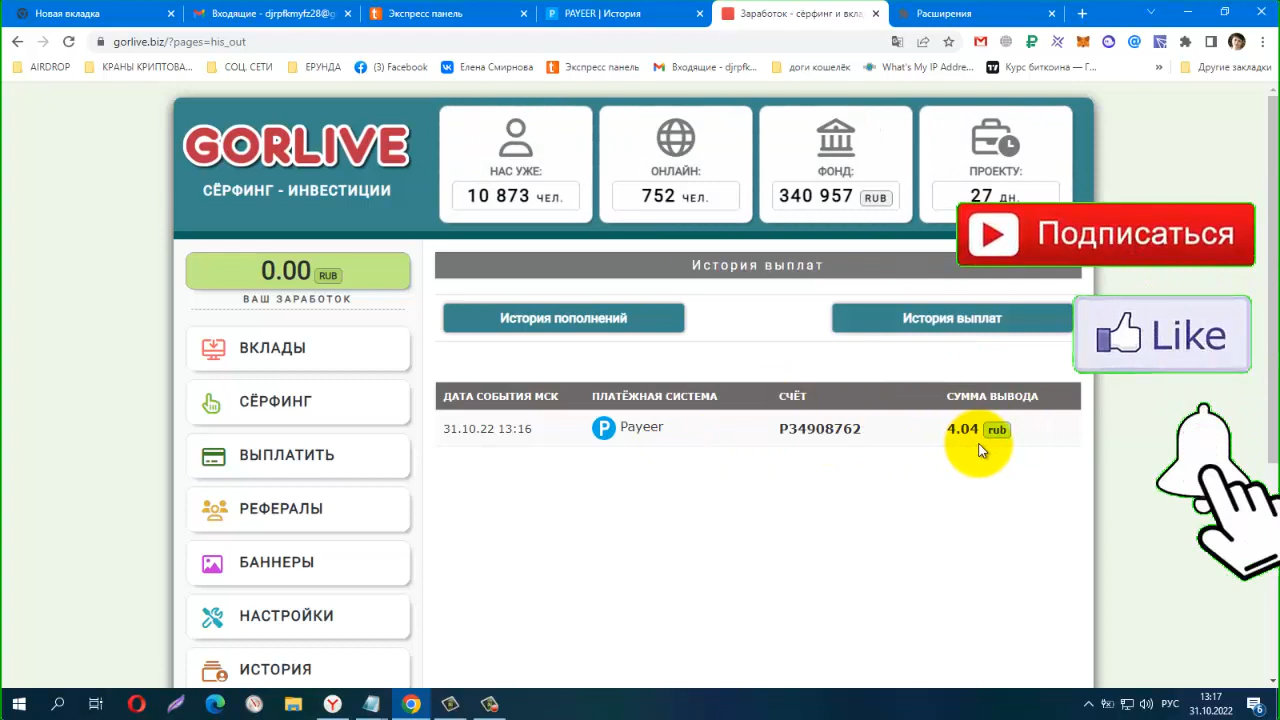 Новая вкладка
Входящие - djrpfkmyfz28@g
Экспресс панель
PAYEER | История
Заработок - сёрфинг и вкла
Расширения
gorlive.biz/?pages=his_out
AIRDROP
КРАНЫ КРИПТОВА...
СОЦ. СЕТИ
ЕРУНДА
(3) Facebook
Елена Смирнова
Экспресс панель
Входящие - djrpfk...
доги кошелёк
What's My IP Addre...
Курс биткоина — Г...
Другие закладки
GORLIVE
СЁРФИНГ - ИНВЕСТИЦИИ
НАС УЖЕ:
10 873 ЧЕЛ.
ОНЛАЙН:
752 ЧЕЛ.
ФОНД:
340 957 RUB
ПРОЕКТУ:
27 ДН.
Подписаться
Like
0.00 RUB
ВАШ ЗАРАБОТОК
ВКЛАДЫ
СЁРФИНГ
ВЫПЛАТИТЬ
РЕФЕРАЛЫ
БАННЕРЫ
НАСТРОЙКИ
ИСТОРИЯ
История выплат
История пополнений
История выплат
ДАТА СОБЫТИЯ МСК
ПЛАТЁЖНАЯ СИСТЕМА
СЧЁТ
СУММА ВЫВОДА
31.10.22 13:16
Payeer
P34908762
4.04 rub
РУС
13:17
31.10.2022
6